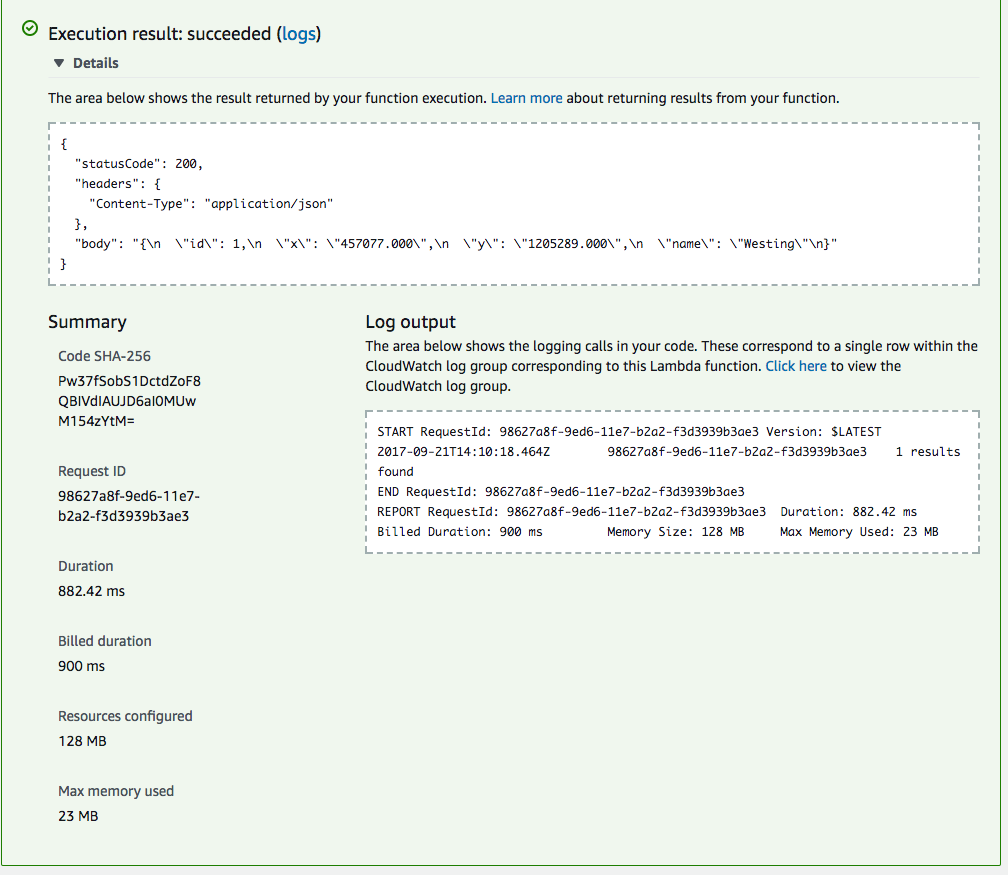 Execution result: succeeded (logs)
Details
The area below shows the result returned by your function execution. Learn more about returning results from your function.
{
  "statusCode": 200,
  "headers": {
    "Content-Type": "application/json"
  },
  "body": "{\n  \"id\": 1,\n  \"x\": \"457077.000\",\n  \"y\": \"1205289.000\",\n  \"name\": \"Westing\"\n}"
}
Summary
Code SHA-256
Pw37fSobS1DctdZoF8
QBIVdIAUJD6aI0MUw
M154zYtM=
Request ID
98627a8f-9ed6-11e7-
b2a2-f3d3939b3ae3
Duration
882.42 ms
Billed duration
900 ms
Resources configured
128 MB
Max memory used
23 MB
Log output
The area below shows the logging calls in your code. These correspond to a single row within the
CloudWatch log group corresponding to this Lambda function. Click here to view the
CloudWatch log group.
START RequestId: 98627a8f-9ed6-11e7-b2a2-f3d3939b3ae3 Version: $LATEST
2017-09-21T14:10:18.464Z        98627a8f-9ed6-11e7-b2a2-f3d3939b3ae3    1 results
found
END RequestId: 98627a8f-9ed6-11e7-b2a2-f3d3939b3ae3
REPORT RequestId: 98627a8f-9ed6-11e7-b2a2-f3d3939b3ae3  Duration: 882.42 ms
Billed Duration: 900 ms         Memory Size: 128 MB     Max Memory Used: 23 MB